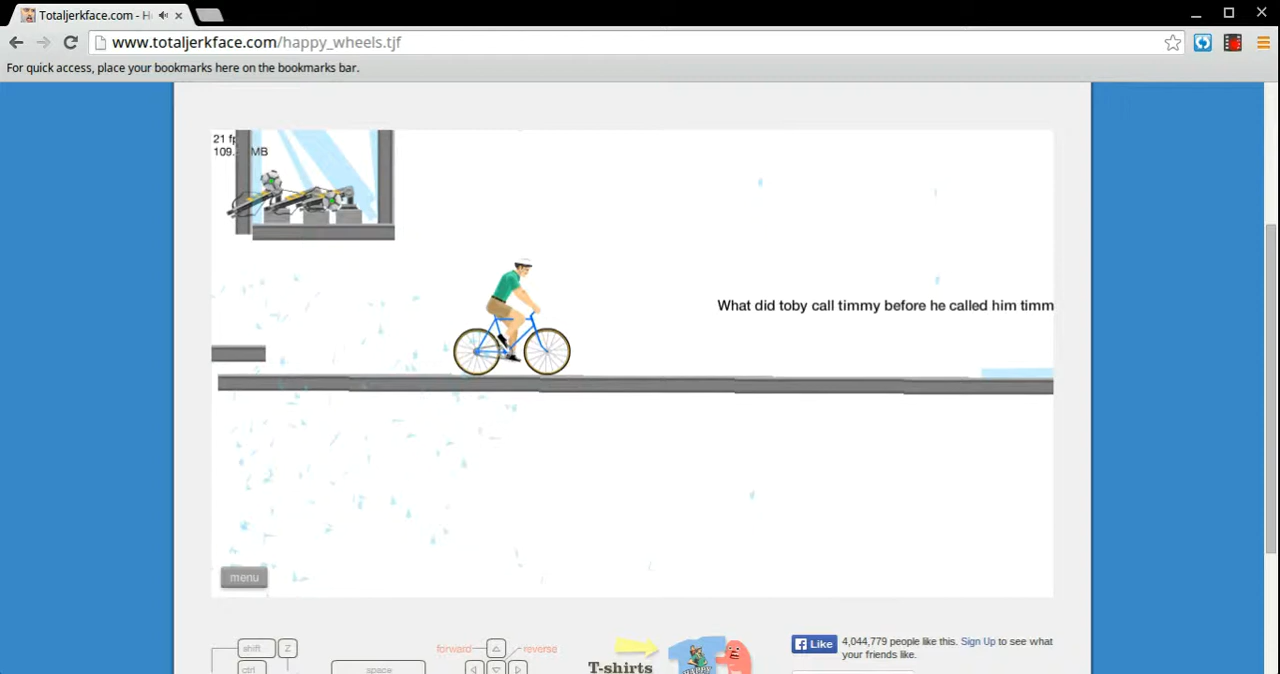 Totaljerkface.com - H
www.totaljerkface.com/happy_wheels.tjf
For quick access, place your bookmarks here on the bookmarks bar.
21 fp
109. MB
What did toby call timmy before he called him timm
menu
shift Z
ctrl
space
forward reverse
T-shirts
Like
4,044,779 people like this. Sign Up to see what
your friends like.